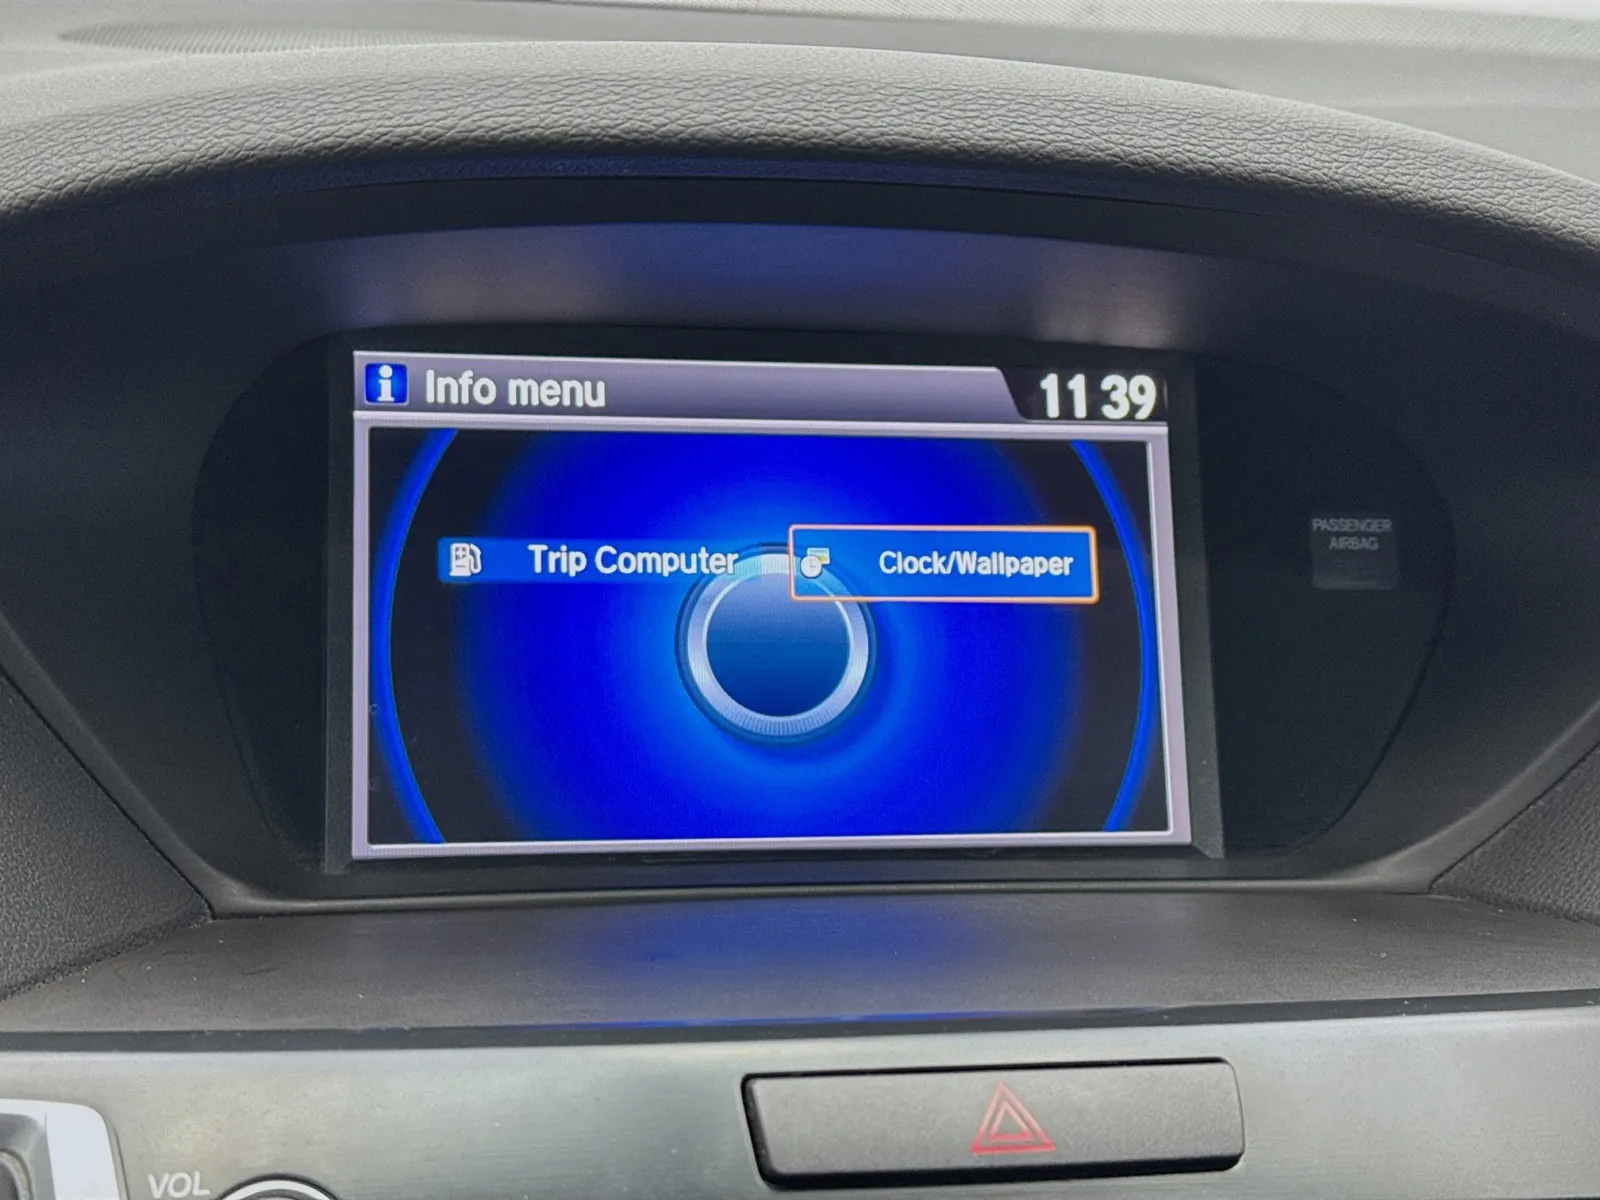 Info menu
11 39
Trip Computer
Clock/Wallpaper
PASSENGER
AIRBAG
VOL